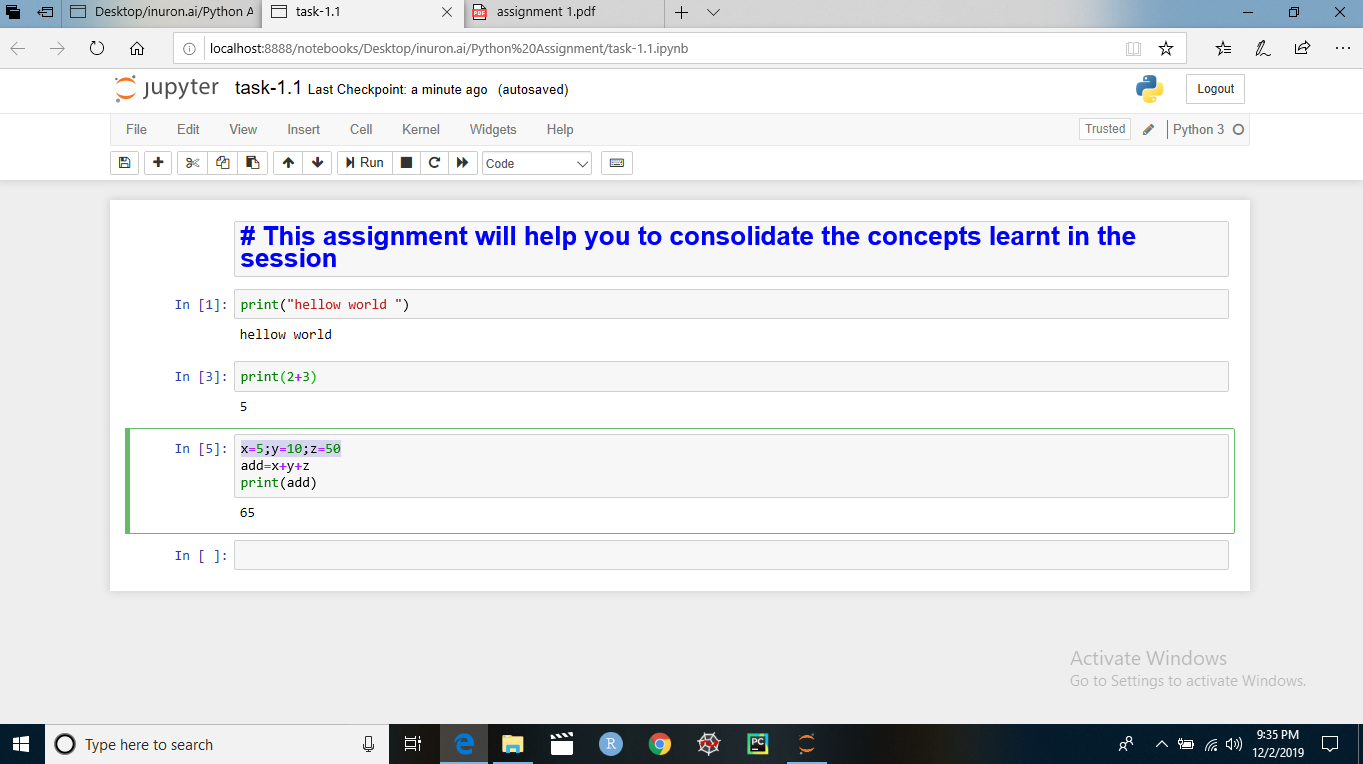 Desktop/inuron.ai/Python A
task-1.1
assignment 1.pdf
localhost:8888/notebooks/Desktop/inuron.ai/Python%20Assignment/task-1.1.ipynb
jupyter task-1.1 Last Checkpoint: a minute ago (autosaved)
Logout
File Edit View Insert Cell Kernel Widgets Help
Trusted Python 3
Run Code
# This assignment will help you to consolidate the concepts learnt in the
session
In [1]: print("hellow world ")
hellow world
In [3]: print(2+3)
5
In [5]: x=5;y=10;z=50
add=x+y+z
print(add)
65
In [ ]:
Activate Windows
Go to Settings to activate Windows.
Type here to search
R
PC
9:35 PM
12/2/2019